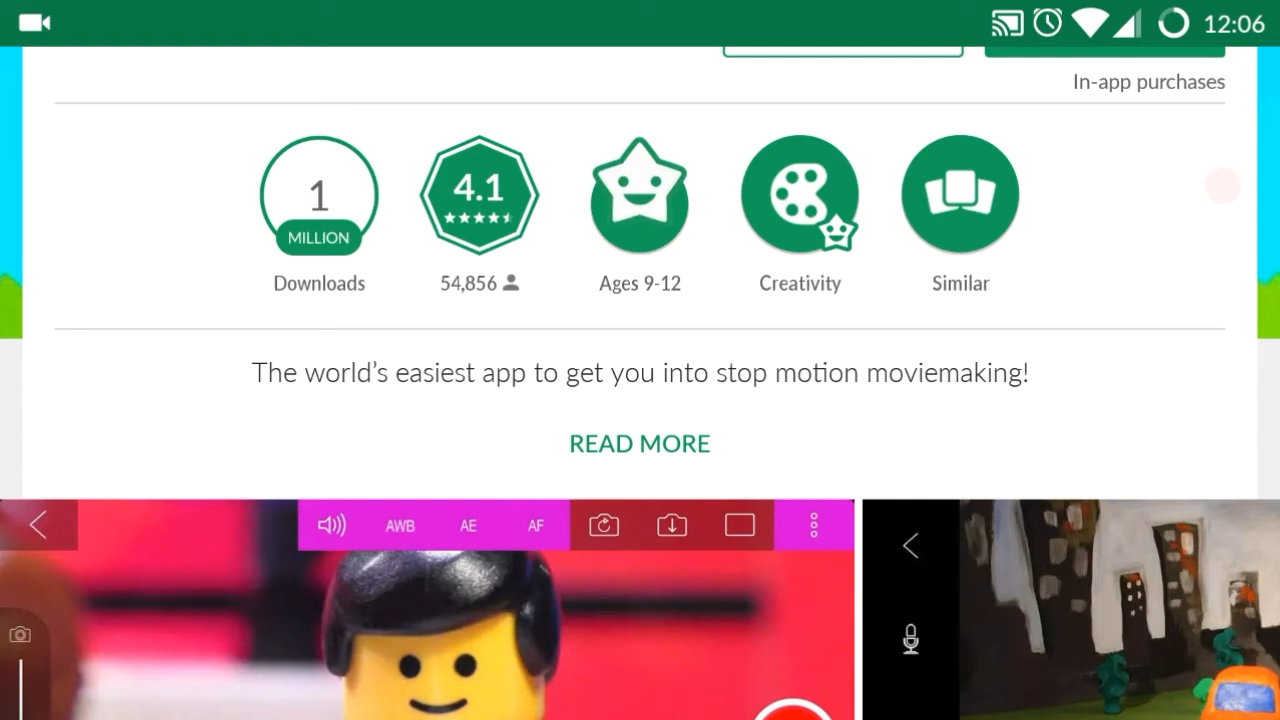 12:06
In-app purchases
1
MILLION
Downloads
4.1
54,856
Ages 9-12
Creativity
Similar
The world's easiest app to get you into stop motion moviemaking!
READ MORE
AWB AE AF